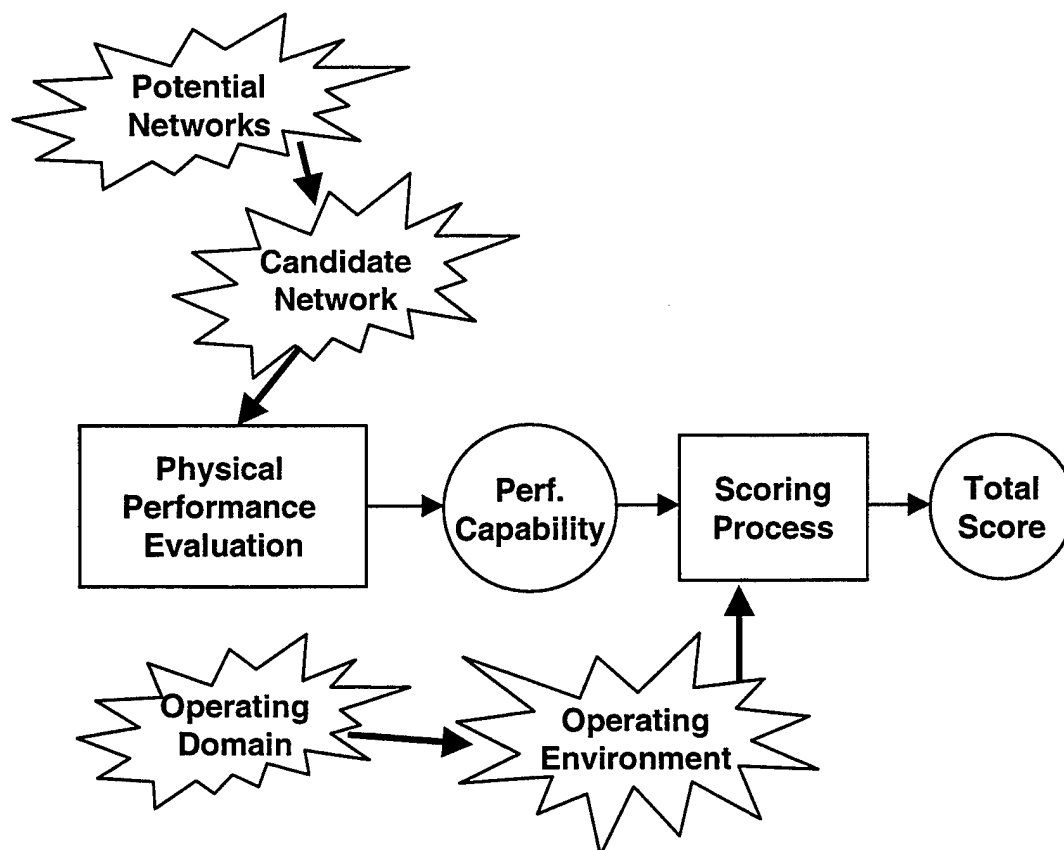 Potential
Networks
Candidate
Network
Physical
Performance
Evaluation
Perf.
Capability
Scoring
Process
Total
Score
Operating
Domain
Operating
Environment